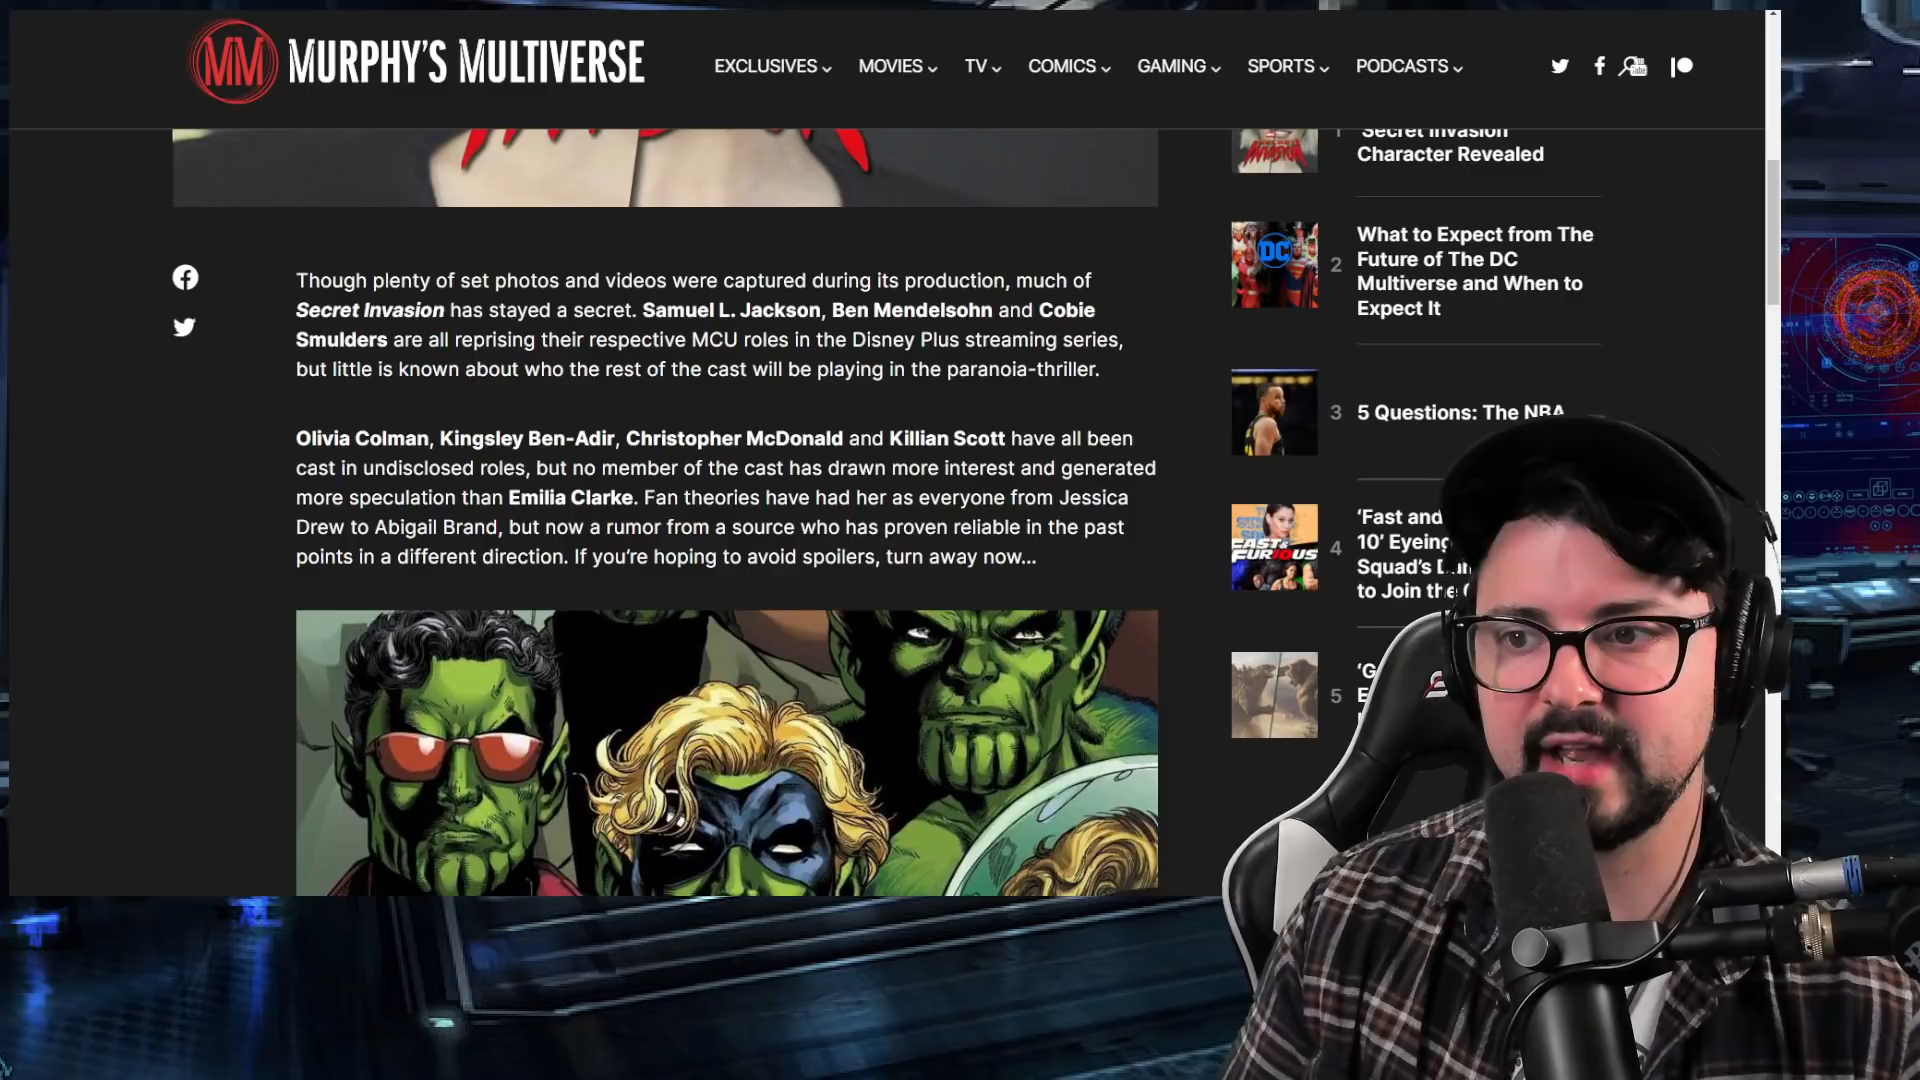 MM MURPHY'S MULTIVERSE
EXCLUSIVES MOVIES TV COMICS GAMING SPORTS PODCASTS
Though plenty of set photos and videos were captured during its production, much of
Secret Invasion has stayed a secret. Samuel L. Jackson, Ben Mendelsohn and Cobie
Smulders are all reprising their respective MCU roles in the Disney Plus streaming series,
but little is known about who the rest of the cast will be playing in the paranoia-thriller.
Olivia Colman, Kingsley Ben-Adir, Christopher McDonald and Killian Scott have all been
cast in undisclosed roles, but no member of the cast has drawn more interest and generated
more speculation than Emilia Clarke. Fan theories have had her as everyone from Jessica
Drew to Abigail Brand, but now a rumor from a source who has proven reliable in the past
points in a different direction. If you're hoping to avoid spoilers, turn away now...
1
'Secret Invasion'
Character Revealed
INVASION
2
What to Expect from The
Future of The DC
Multiverse and When to
Expect It
DC
3
5 Questions: The NBA
4
'Fast and
10' Eyeing
Squad's
to Join the
FAST &
FURIOUS
5
'G
E